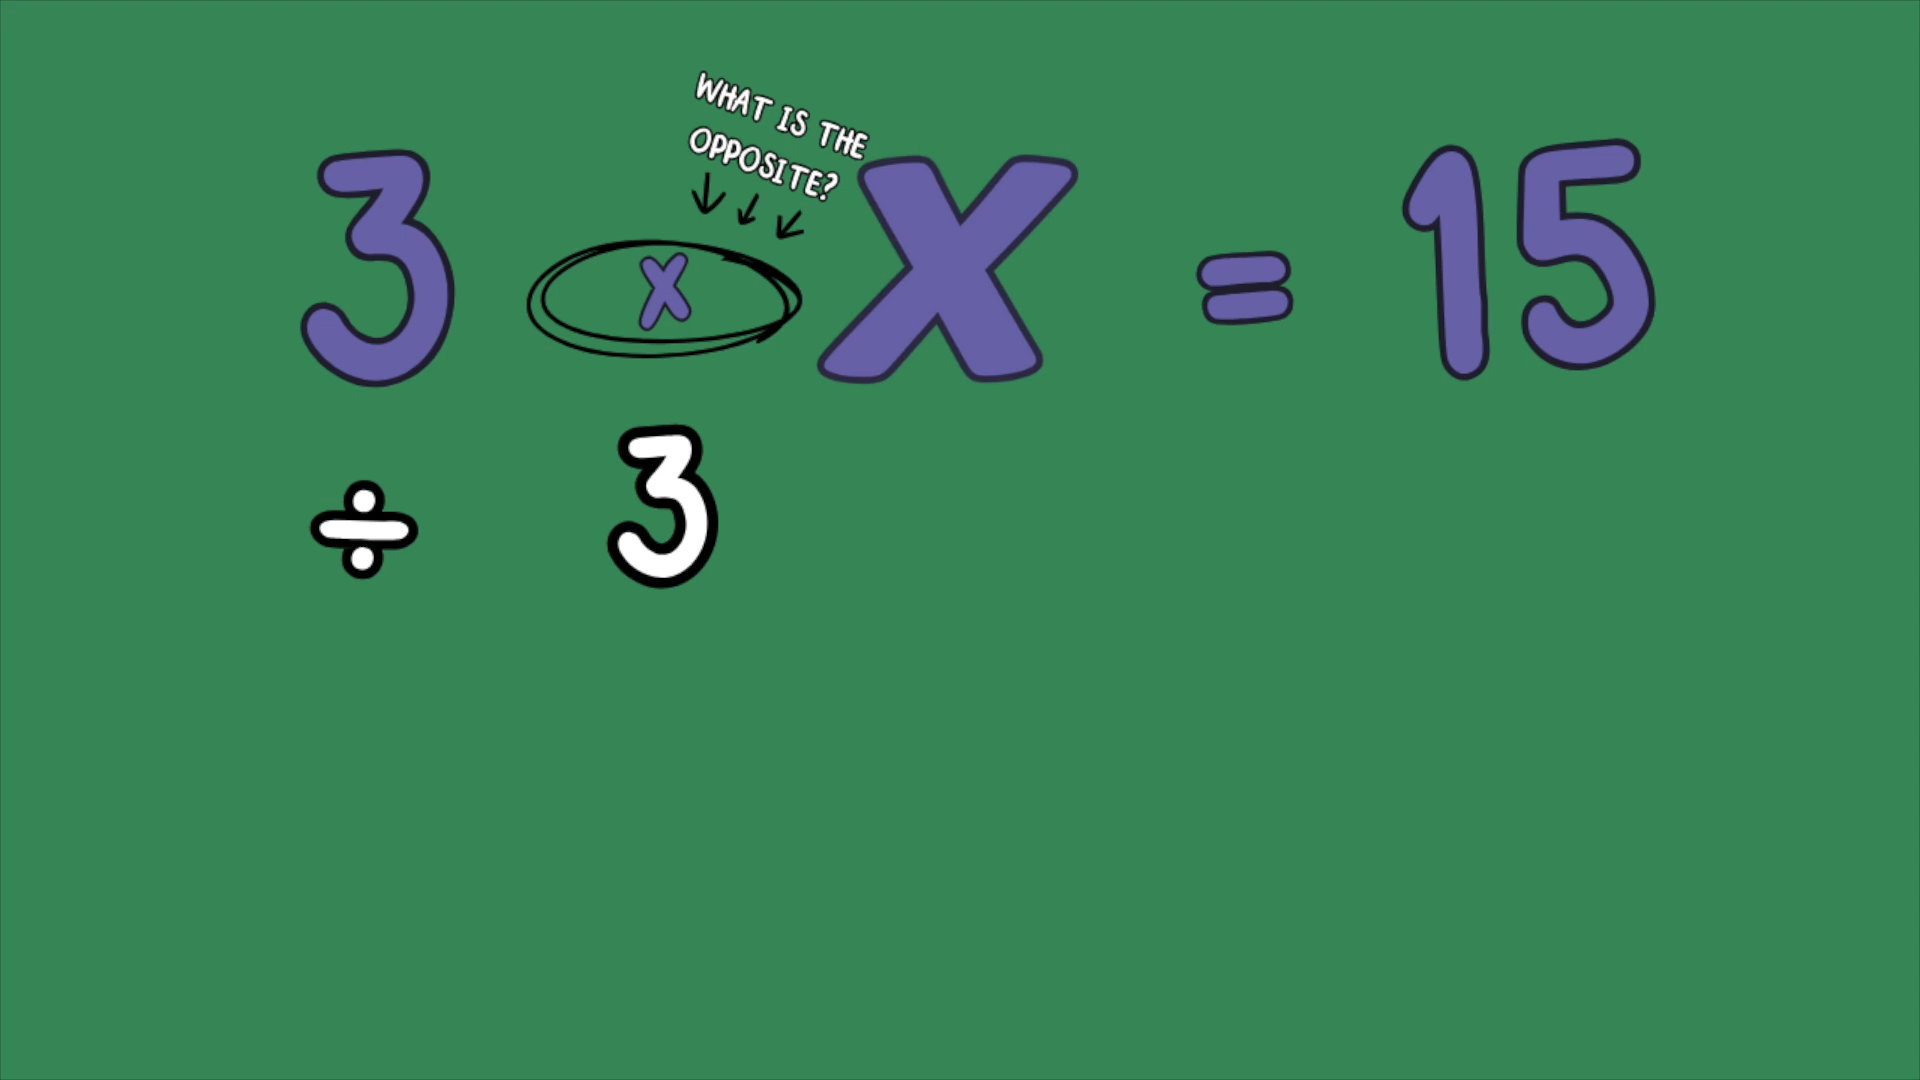 WHAT IS THE
OPPOSITE?
3 x X = 15
÷ 3